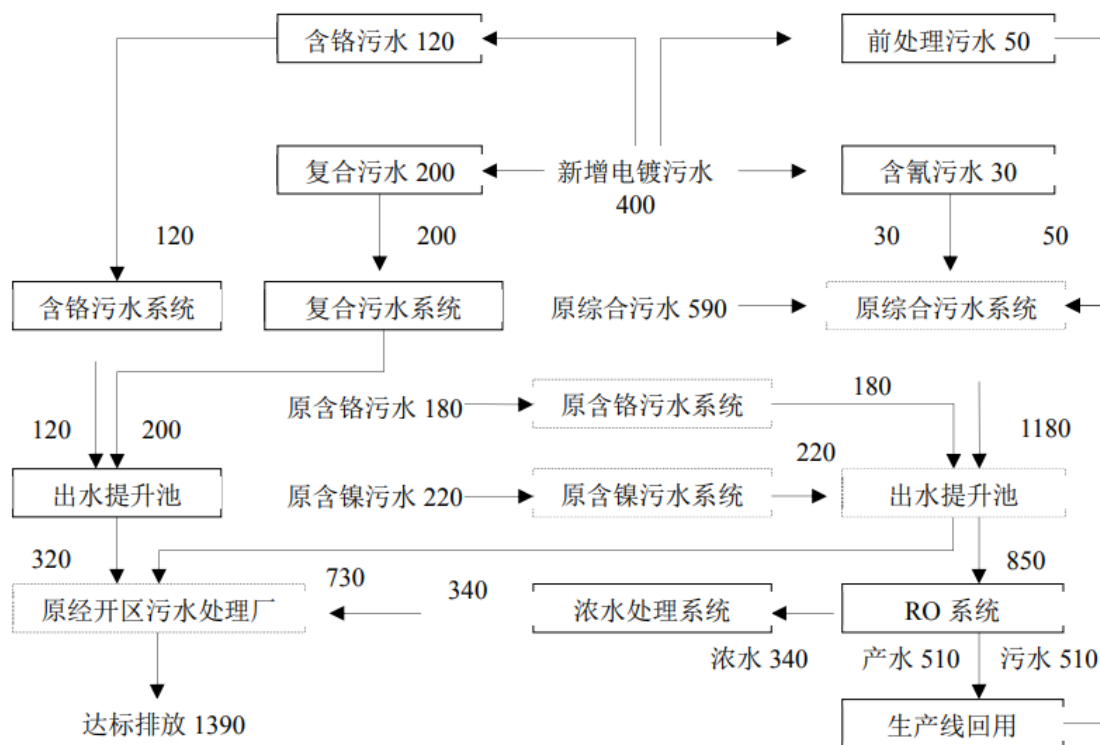 含铬污水 120
前处理污水 50
复合污水 200
新增电镀污水
400
含氰污水 30
120
200
30
50
含铬污水系统
复合污水系统
原综合污水 590
原综合污水系统
原含铬污水 180
原含铬污水系统
180
120
200
1180
220
出水提升池
原含镍污水 220
原含镍污水系统
出水提升池
320
730
340
850
原经开区污水处理厂
浓水处理系统
RO 系统
浓水 340
产水 510
污水 510
达标排放 1390
生产线回用